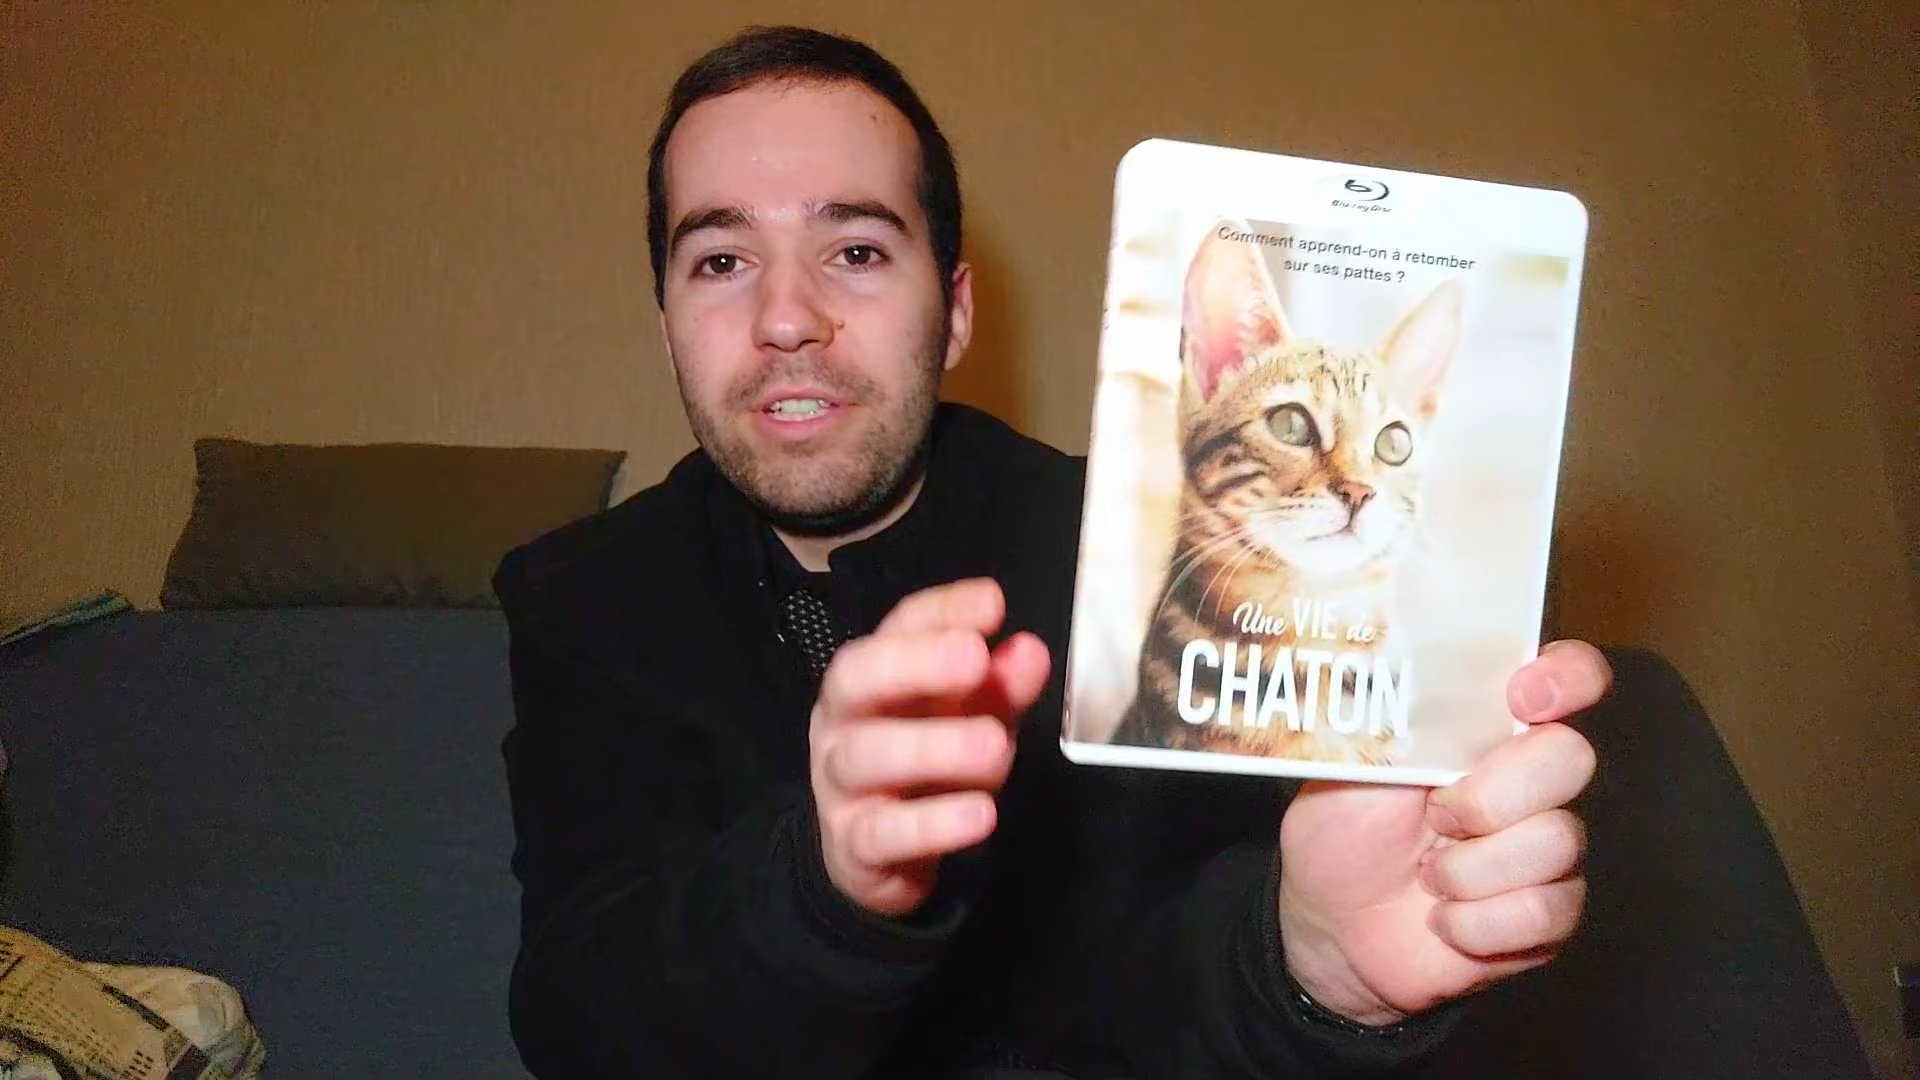 Blu-ray Disc
Comment apprend-on à retomber
sur ses pattes ?
Une VIE de
CHATON